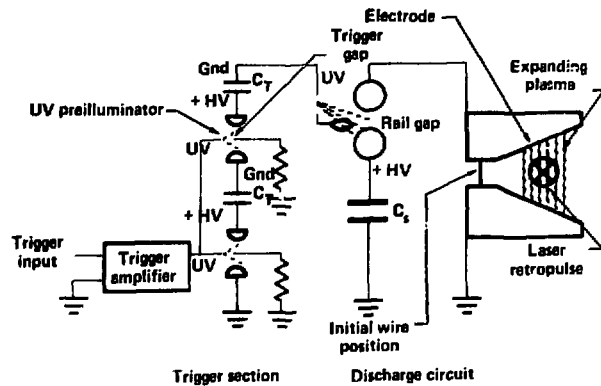 Electrode
Trigger gap
Gnd
C_T
UV
Expanding plasma
+ HV
UV preilluminator
Rail gap
UV
Gnd
+ HV
C_T
+ HV
C_s
Trigger input
Trigger amplifier
UV
Laser retropulse
Initial wire position
Trigger section
Discharge circuit